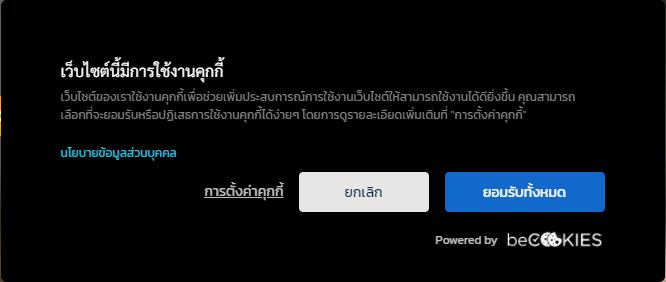 เว็บไซต์นี้มีการใช้งานคุกกี้
เว็บไซต์ของเราใช้งานคุกกี้เพื่อช่วยเพิ่มประสบการณ์การใช้งานเว็บไซต์ให้สามารถใช้งานได้ดียิ่งขึ้น คุณสามารถ
เลือกที่จะยอมรับหรือปฏิเสธการใช้งานคุกกี้ได้ง่ายๆ โดยการดูรายละเอียดเพิ่มเติมที่ "การตั้งค่าคุกกี้"
นโยบายข้อมูลส่วนบุคคล
การตั้งค่าคุกกี้ ยกเลิก ยอมรับทั้งหมด
Powered by beCOOKIES